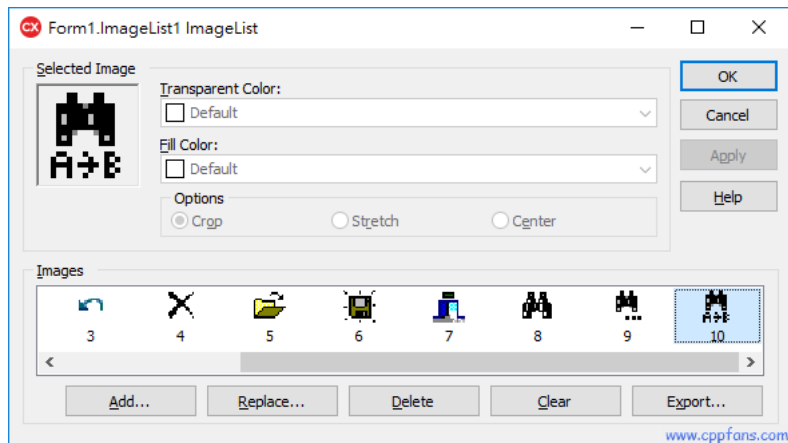 CX Form1.ImageList1 ImageList
Selected Image
A→B
Transparent Color:
Default
Fill Color:
Default
Options
Crop
Stretch
Center
OK
Cancel
Apply
Help
Images
A→B
3 4 5 6 7 8 9 10
Add... Replace... Delete Clear Export...
www.cppfans.com